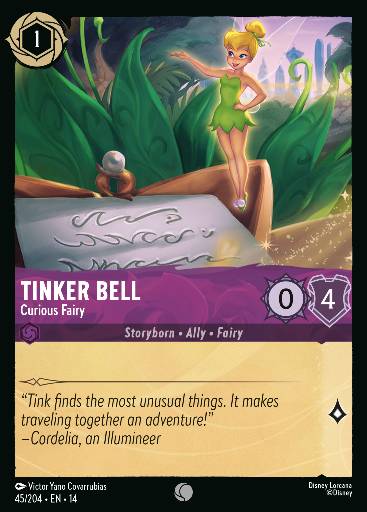 1
TINKER BELL
Curious Fairy
0
4
Storyborn • Ally • Fairy
“Tink finds the most unusual things. It makes
traveling together an adventure!”
–Cordelia, an Illumineer
Victor Yano Covarrubias
45/204 • EN • 14
Disney Lorcana
©Disney